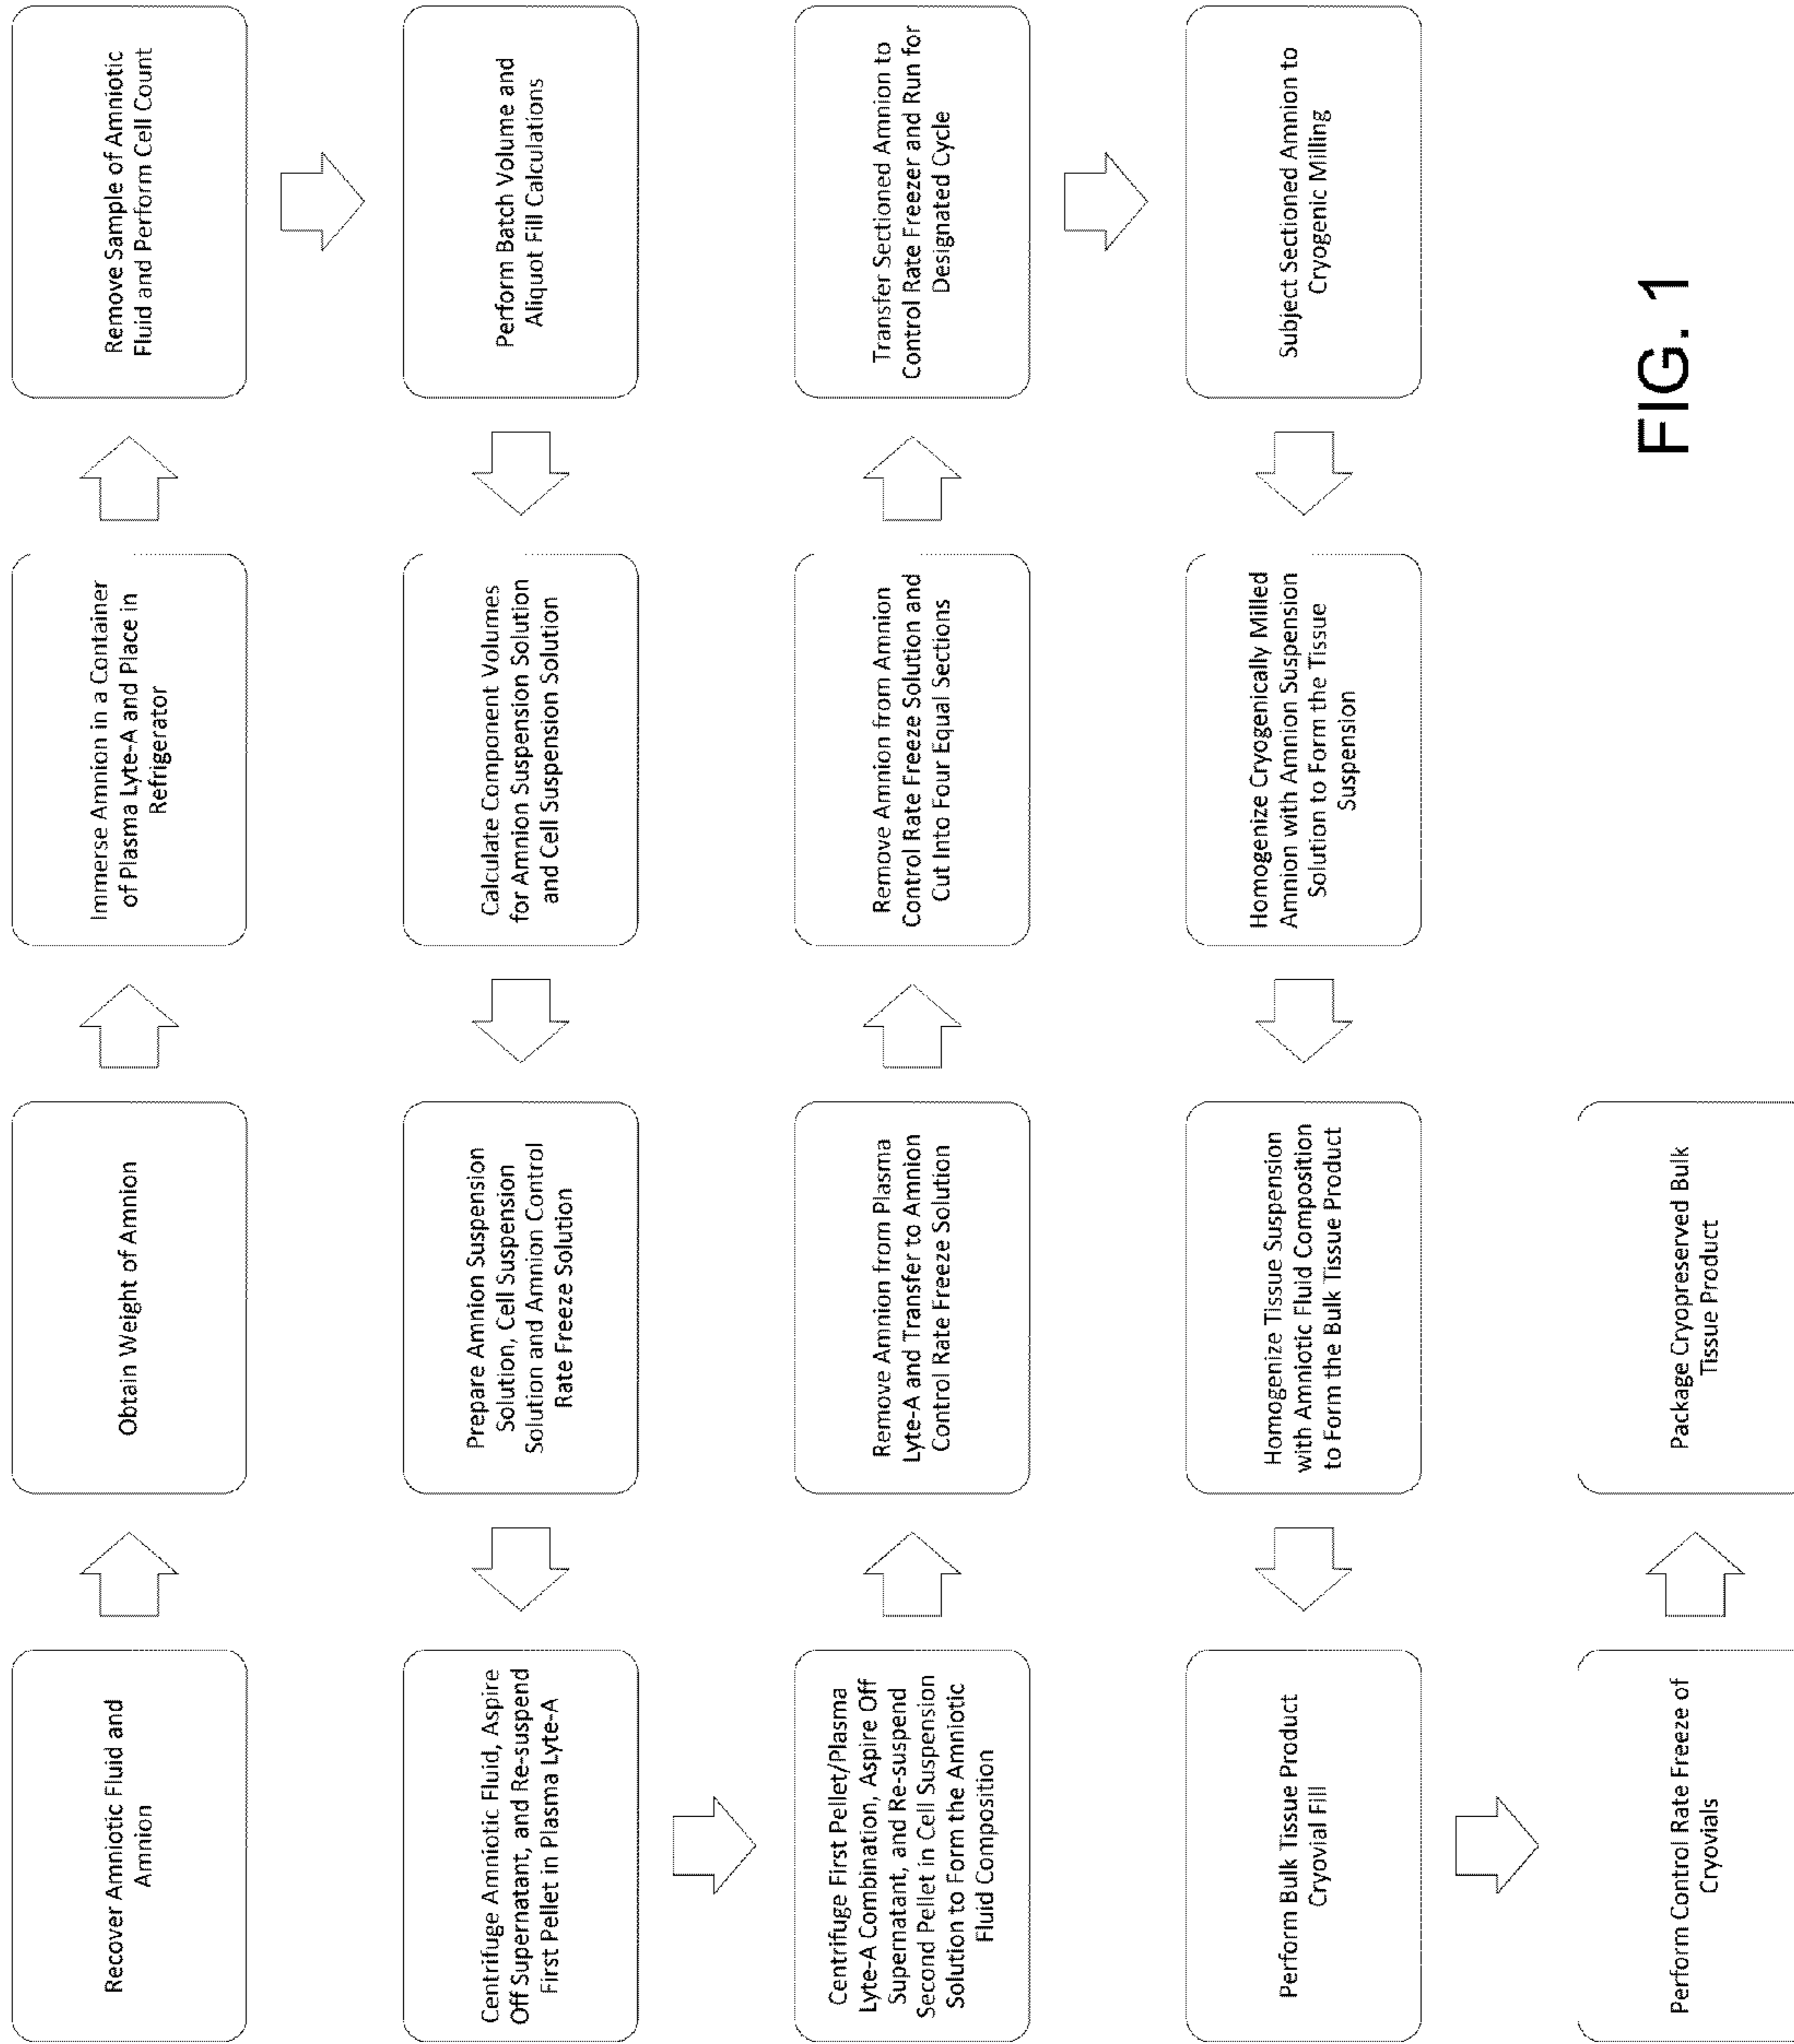 Recover Amniotic Fluid and
Amnion
Obtain Weight of Amnion
Immerse Amnion in a Container
of Plasma Lyte-A and Place in
Refrigerator
Remove Sample of Amniotic
Fluid and Perform Cell Count
Perform Batch Volume and
Aliquot Fill Calculations
Calculate Component Volumes
for Amnion Suspension Solution
and Cell Suspension Solution
Prepare Amnion Suspension
Solution, Cell Suspension
Solution and Amnion Control
Rate Freeze Solution
Centrifuge Amniotic Fluid, Aspire
Off Supernatant, and Re-suspend
First Pellet in Plasma Lyte-A
Centrifuge First Pellet/Plasma
Lyte-A Combination, Aspire Off
Supernatant, and Re-suspend
Second Pellet in Cell Suspension
Solution to Form the Amniotic
Fluid Composition
Remove Amnion from Plasma
Lyte-A and Transfer to Amnion
Control Rate Freeze Solution
Remove Amnion from Amnion
Control Rate Freeze Solution and
Cut Into Four Equal Sections
Transfer Sectioned Amnion to
Control Rate Freezer and Run for
Designated Cycle
Subject Sectioned Amnion to
Cryogenic Milling
Homogenize Cryogenically Milled
Amnion with Amnion Suspension
Solution to Form the Tissue
Suspension
Homogenize Tissue Suspension
with Amniotic Fluid Composition
to Form the Bulk Tissue Product
Perform Bulk Tissue Product
Cryovial Fill
Perform Control Rate Freeze of
Cryovials
Package Cryopreserved Bulk
Tissue Product
FIG. 1